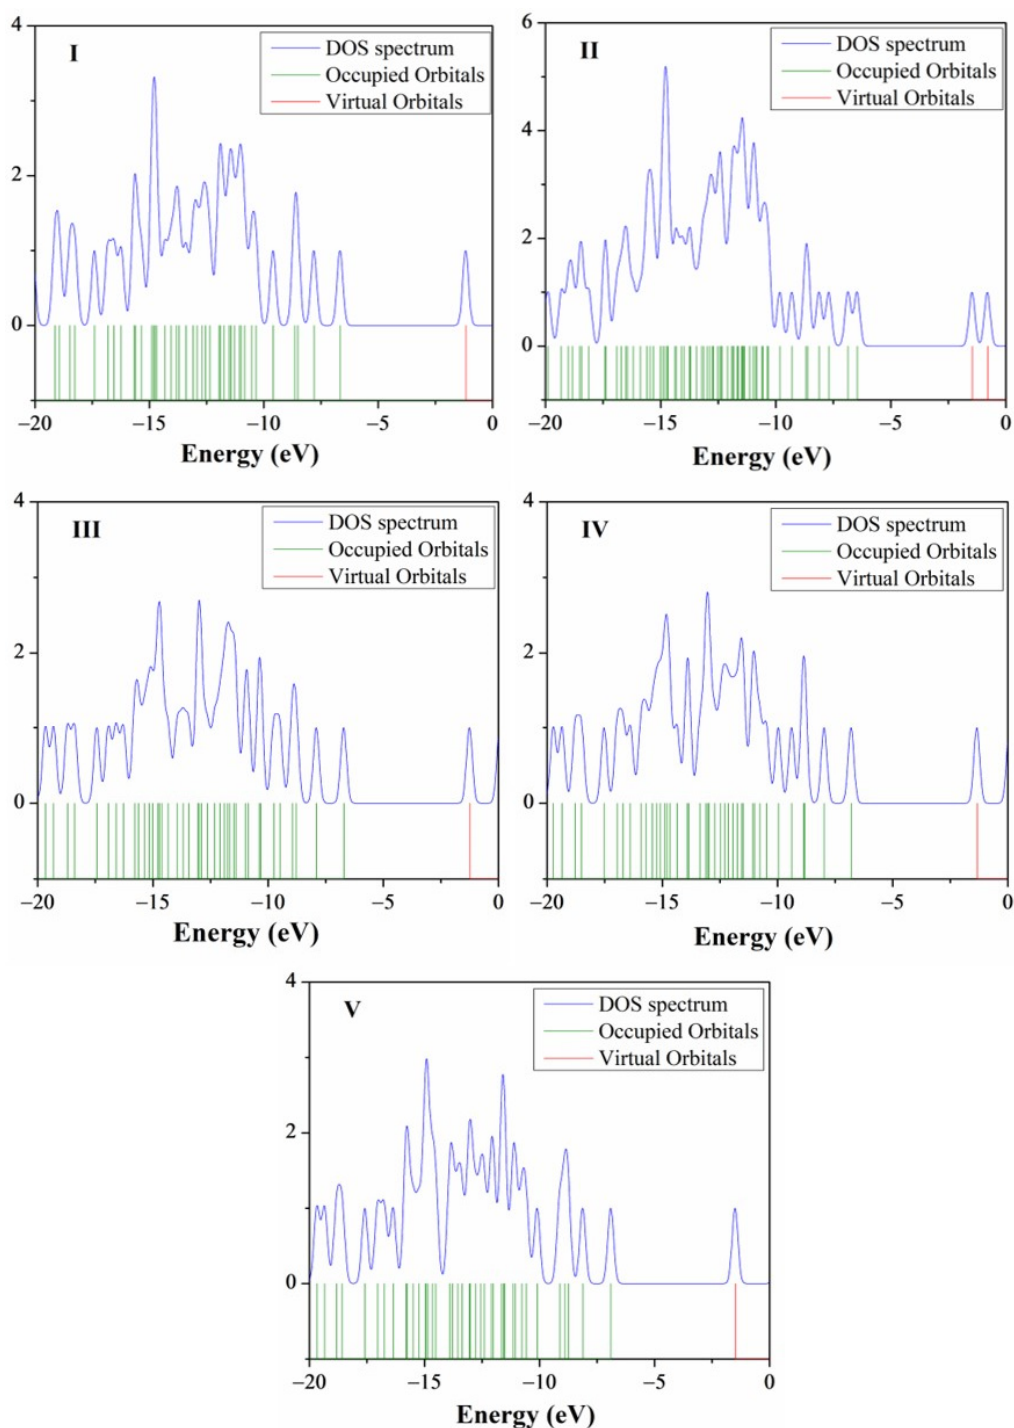 I
DOS spectrum
Occupied Orbitals
Virtual Orbitals
4
2
0
−20 −15 −10 −5 0
Energy (eV)
II
DOS spectrum
Occupied Orbitals
Virtual Orbitals
6
4
2
0
−20 −15 −10 −5 0
Energy (eV)
III
DOS spectrum
Occupied Orbitals
Virtual Orbitals
4
2
0
−20 −15 −10 −5 0
Energy (eV)
IV
DOS spectrum
Occupied Orbitals
Virtual Orbitals
4
2
0
−20 −15 −10 −5 0
Energy (eV)
V
DOS spectrum
Occupied Orbitals
Virtual Orbitals
4
2
0
−20 −15 −10 −5 0
Energy (eV)